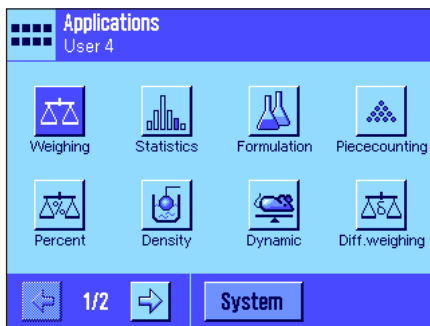 Applications
User 4
Weighing Statistics Formulation Piececounting
% δ
Percent Density Dynamic Diff.weighing
1/2 System